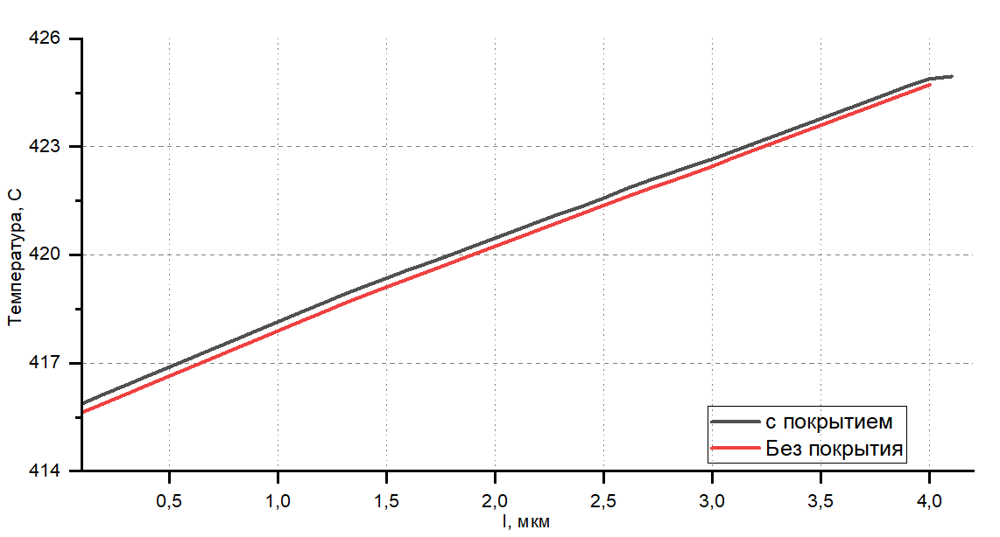 426
423
420
417
414
Температура, С
0,5 1,0 1,5 2,0 2,5 3,0 3,5 4,0
l, мкм
с покрытием
Без покрытия